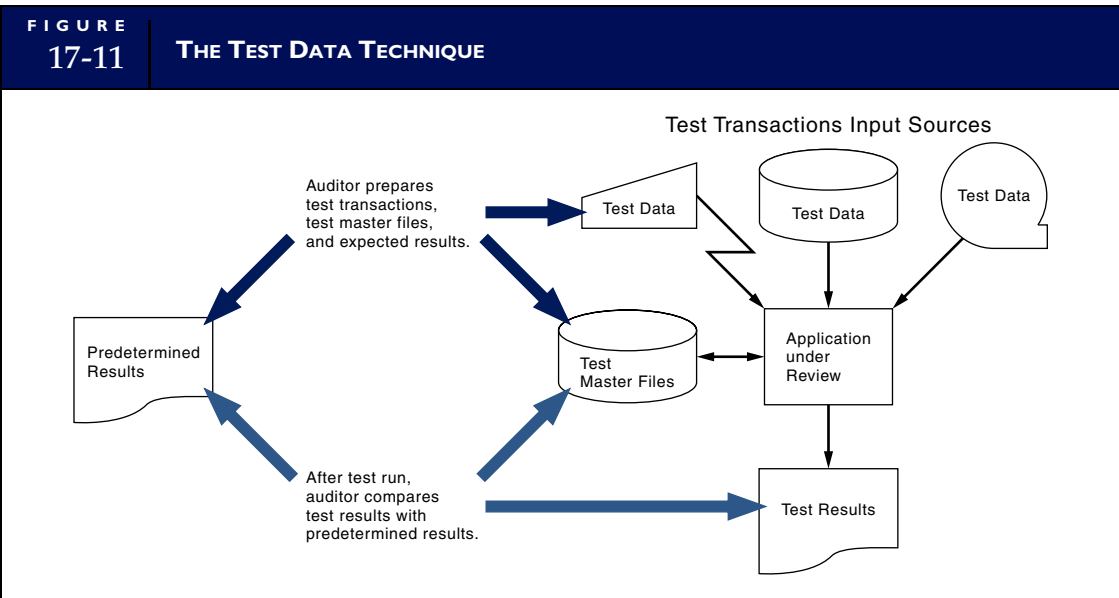 FIGURE
17-11
THE TEST DATA TECHNIQUE
Test Transactions Input Sources
Auditor prepares
test transactions,
test master files,
and expected results.
Test Data
Test Data
Test Data
Predetermined
Results
Test
Master Files
Application
under
Review
After test run,
auditor compares
test results with
predetermined results.
Test Results